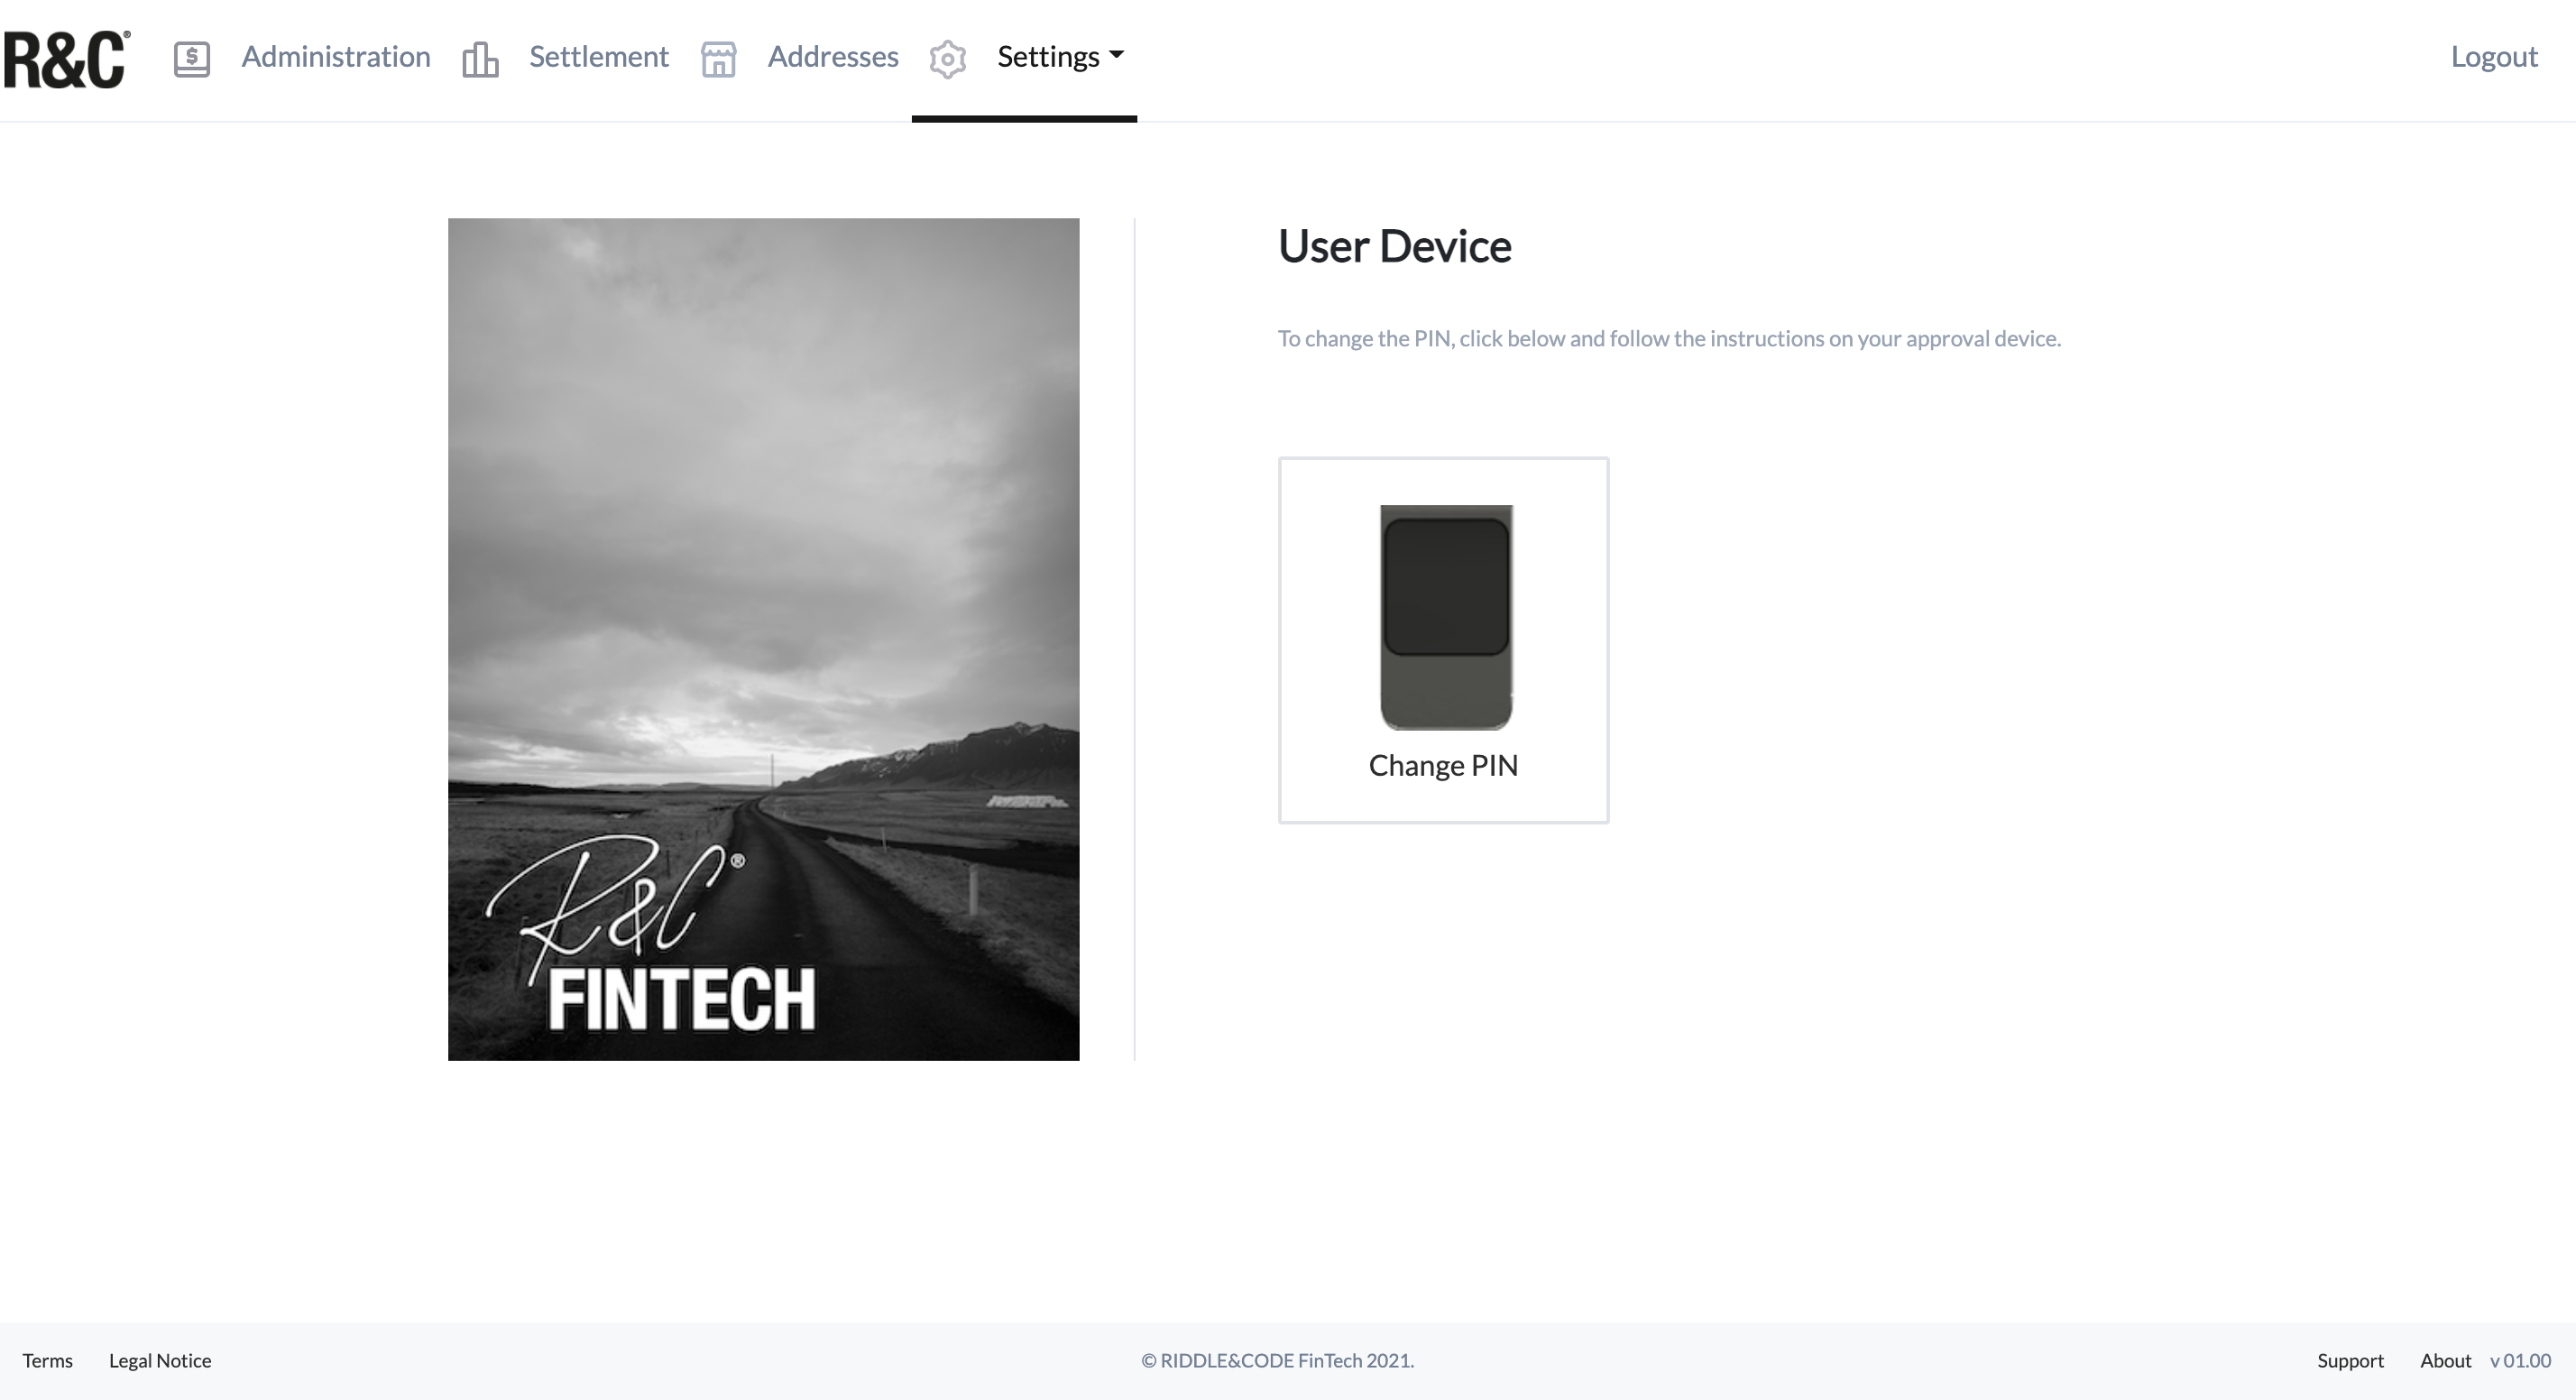 R&C®
Administration
Settlement
Addresses
Settings
Logout
User Device
To change the PIN, click below and follow the instructions on your approval device.
Change PIN
R&C®
FINTECH
Terms
Legal Notice
© RIDDLE&CODE FinTech 2021.
Support
About
v 01.00